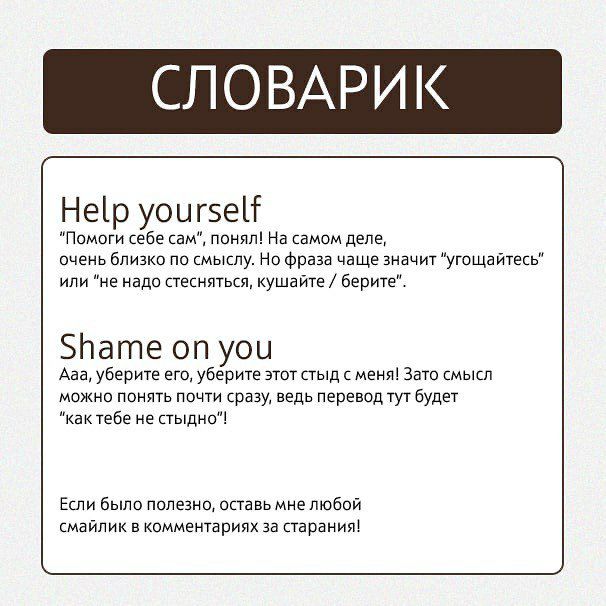 СЛОВАРИК
Help yourself
"Помоги себе сам", понял! На самом деле,
очень близко по смыслу. Но фраза чаще значит "угощайтесь"
или "не надо стесняться, кушайте / берите".
Shame on you
Ааа, уберите его, уберите этот стыд с меня! Зато смысл
можно понять почти сразу, ведь перевод тут будет
"как тебе не стыдно"!
Если было полезно, оставь мне любой
смайлик в комментариях за старания!